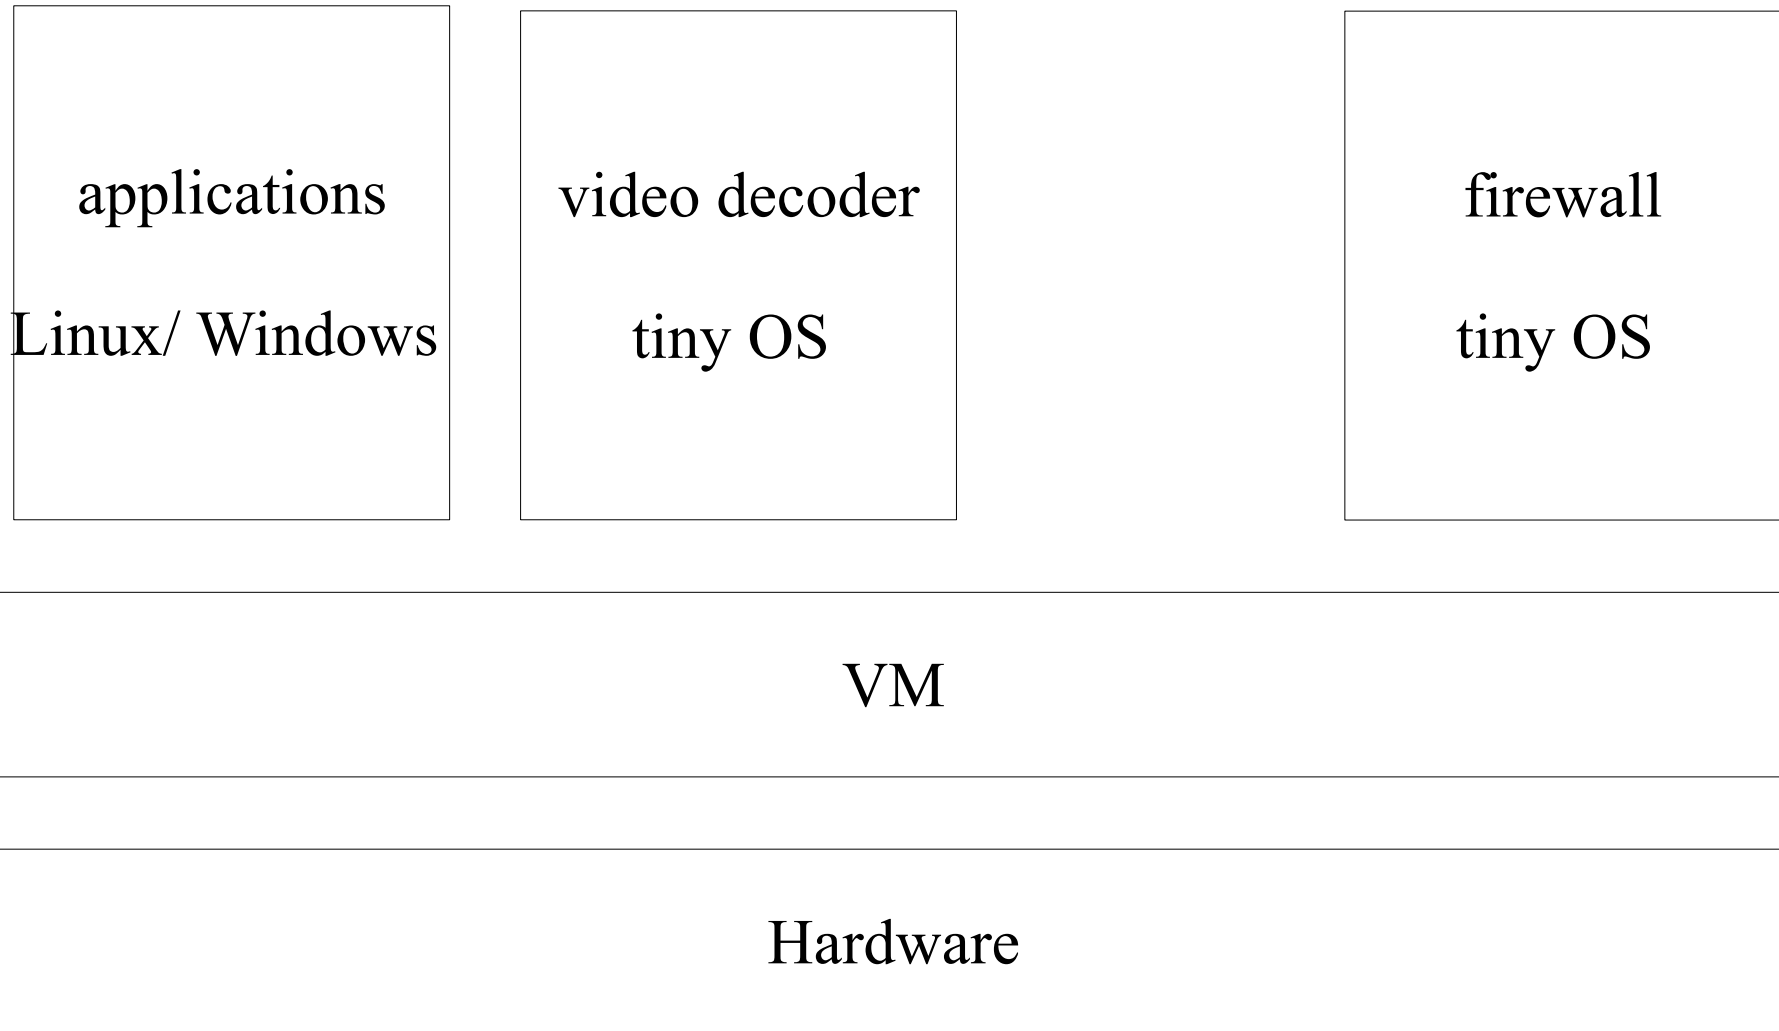 applications
Linux/ Windows
video decoder
tiny OS
firewall
tiny OS
VM
Hardware